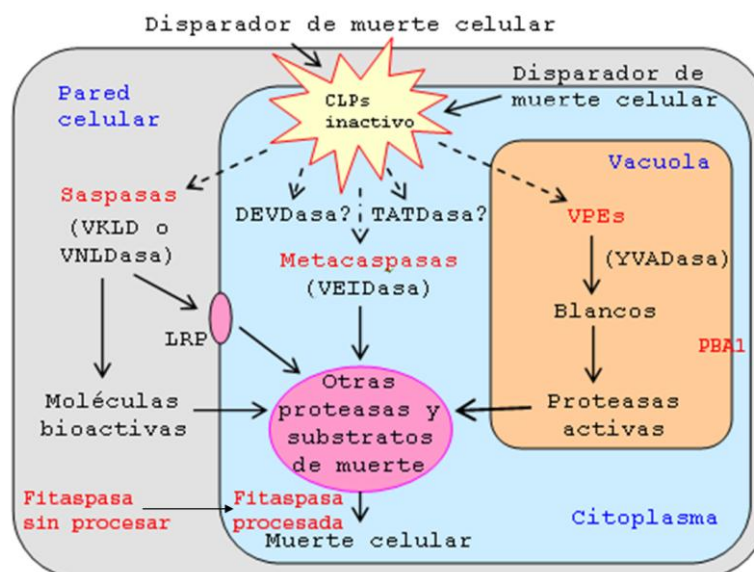 Disparador de muerte celular
Disparador de
muerte celular
Pared
celular
CLPs
inactivo
Vacuola
Saspasas
(VKLD o
VNLDasa)
DEVDasa?
TATDasa?
VPEs
Metacaspasas
(VEIDasa)
(YVADasa)
LRP
Blancos
PBA1
Otras
proteasas y
substratos
de muerte
Moléculas
bioactivas
Proteasas
activas
Fitaspasa
sin procesar
Fitaspasa
procesada
Citoplasma
Muerte celular